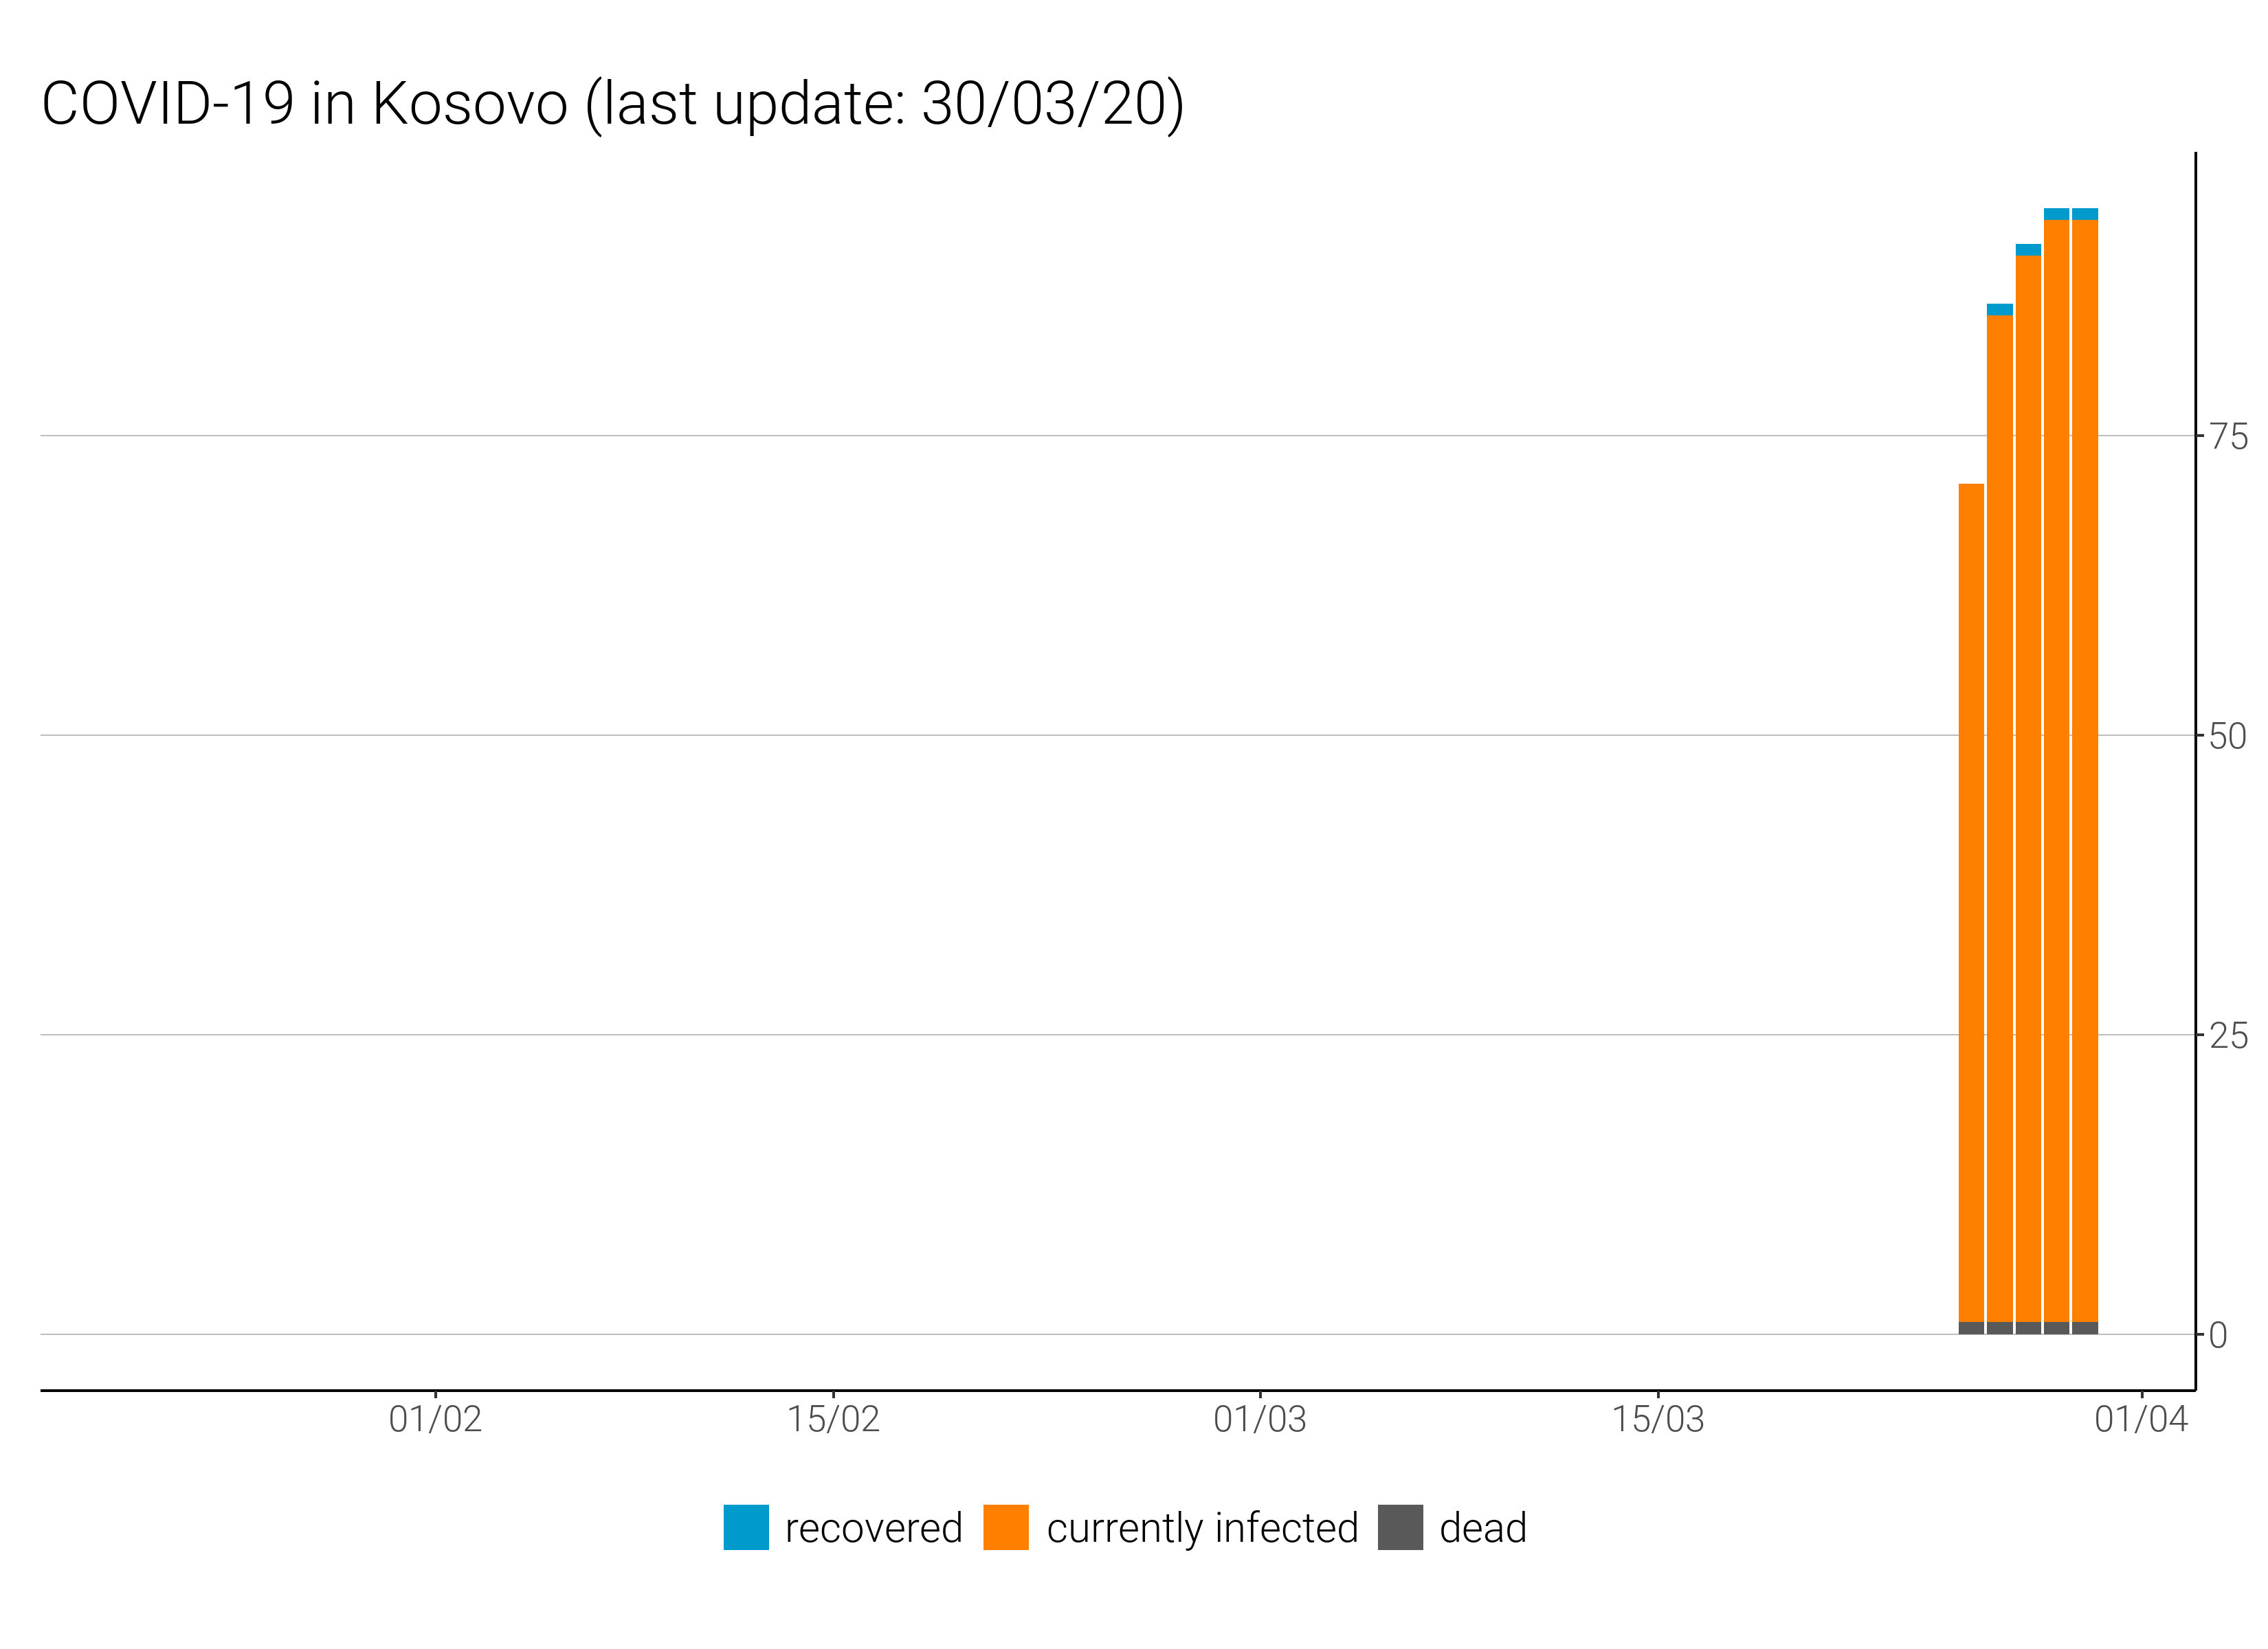 COVID-19 in Kosovo (last update: 30/03/20)
75
50
25
0
01/02 15/02 01/03 15/03 01/04
recovered currently infected dead